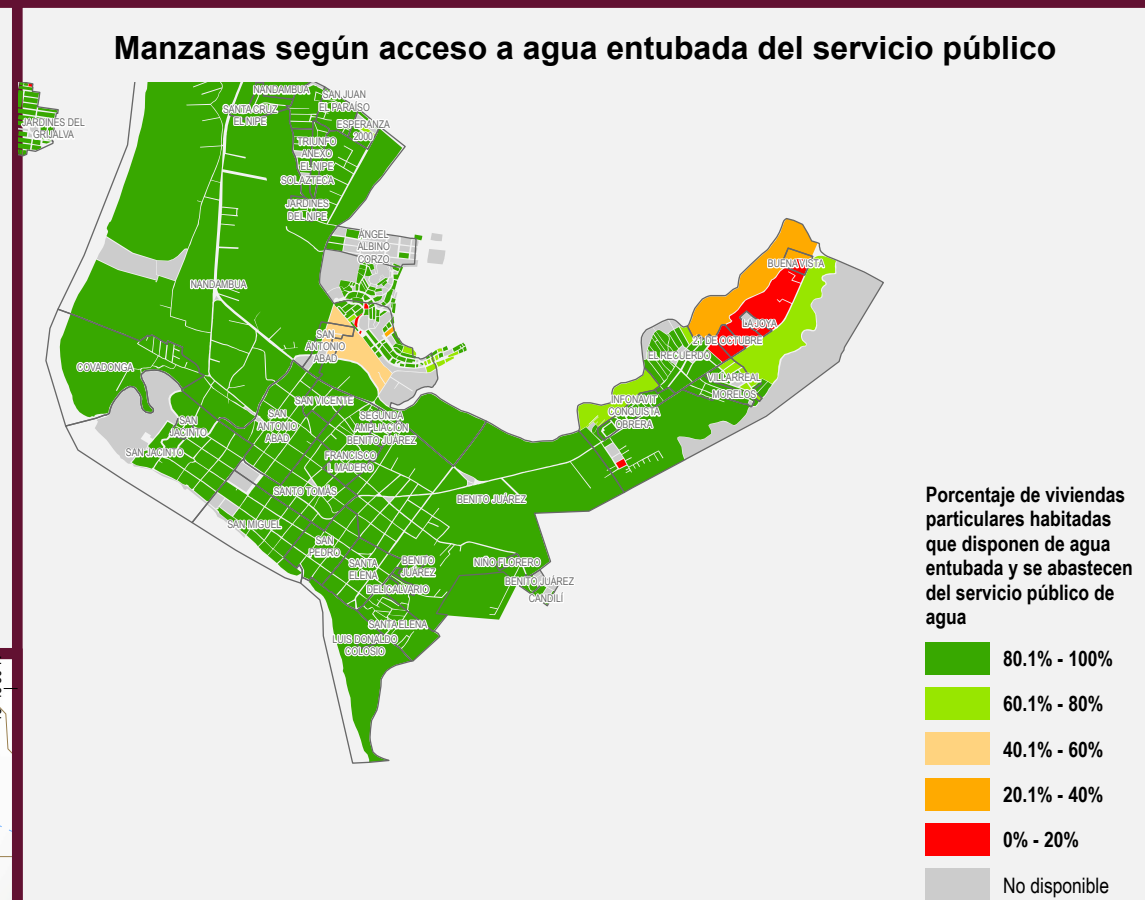 Manzanas según acceso a agua entubada del servicio público
NANDAMBUA
SAN JUAN
EL PARAÍSO
SANTA CRUZ
EL NIPE
JARDINES DEL
GRIJALVA
ESPERANZA
2000
TRIUNFO
ANEXO
EL NIPE
SOLAZTECA
JARDINES
DEL NIPE
ÁNGEL
ALBINO
CORZO
NANDAMBUA
BUENAVISTA
LA JOYA
SAN
ANTONIO
ABAD
21 DE OCTUBRE
EL RECUERDO
COVADONGA
VILLARREAL
MORELOS
SAN VICENTE
INFONAVIT
CONQUISTA
OBRERA
SAN
ANTONIO
ABAD
SEGUNDA
AMPLIACIÓN
BENITO JUÁREZ
SAN
JACINTO
SAN JACINTO
FRANCISCO
I. MADERO
SANTO TOMÁS
BENITO JUÁREZ
SAN MIGUEL
SAN
PEDRO
SANTA
ELENA
BENITO
JUÁREZ
NIÑO FLORERO
BENITO JUÁREZ
CANDILÍ
DEL CALVARIO
SANTA ELENA
LUIS DONALDO
COLOSIO
Porcentaje de viviendas
particulares habitadas
que disponen de agua
entubada y se abastecen
del servicio público de
agua
80.1% - 100%
60.1% - 80%
40.1% - 60%
20.1% - 40%
0% - 20%
No disponible